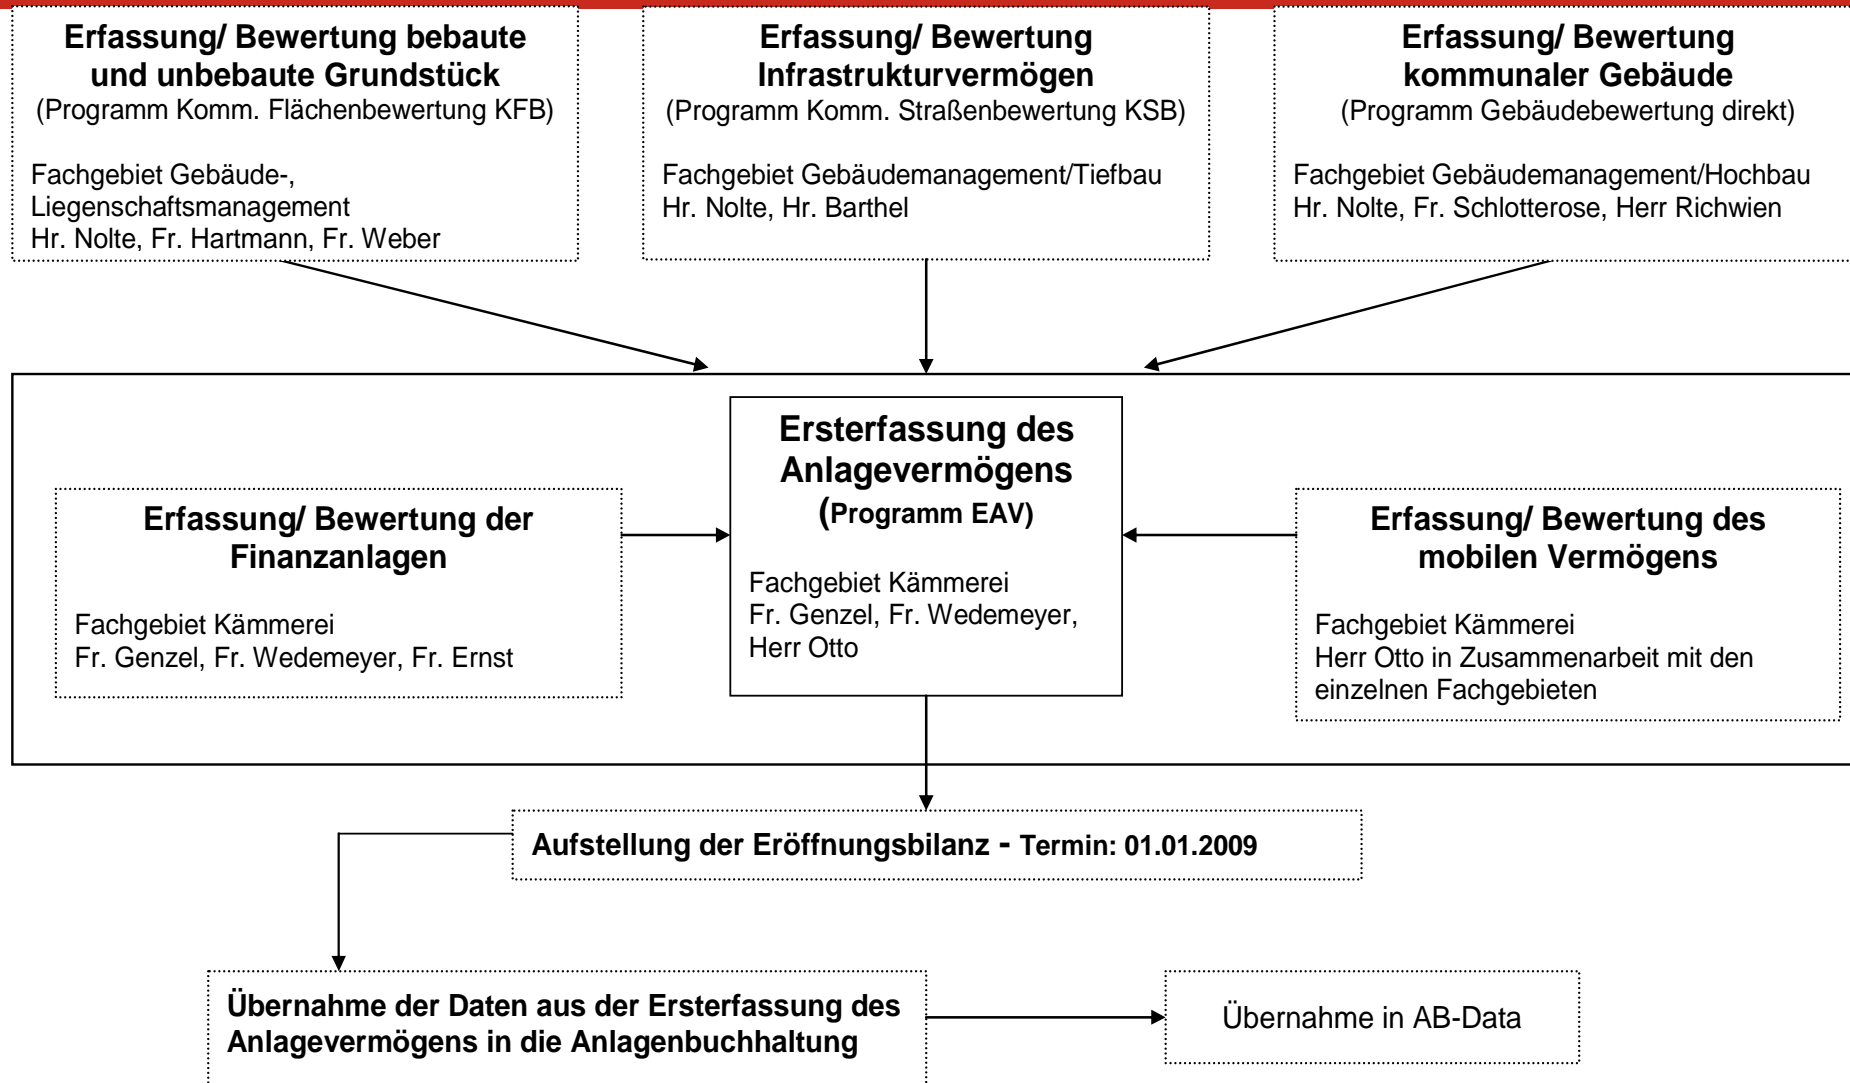 Erfassung/ Bewertung bebaute
und unbebaute Grundstück
(Programm Komm. Flächenbewertung KFB)
Fachgebiet Gebäude-,
Liegenschaftsmanagement
Hr. Nolte, Fr. Hartmann, Fr. Weber
Erfassung/ Bewertung
Infrastrukturvermögen
(Programm Komm. Straßenbewertung KSB)
Fachgebiet Gebäudemanagement/Tiefbau
Hr. Nolte, Hr. Barthel
Erfassung/ Bewertung
kommunaler Gebäude
(Programm Gebäudebewertung direkt)
Fachgebiet Gebäudemanagement/Hochbau
Hr. Nolte, Fr. Schlotterose, Herr Richwien
Erfassung/ Bewertung der
Finanzanlagen
Fachgebiet Kämmerei
Fr. Genzel, Fr. Wedemeyer, Fr. Ernst
Ersterfassung des
Anlagevermögens
(Programm EAV)
Fachgebiet Kämmerei
Fr. Genzel, Fr. Wedemeyer,
Herr Otto
Erfassung/ Bewertung des
mobilen Vermögens
Fachgebiet Kämmerei
Herr Otto in Zusammenarbeit mit den
einzelnen Fachgebieten
Aufstellung der Eröffnungsbilanz - Termin: 01.01.2009
Übernahme der Daten aus der Ersterfassung des
Anlagevermögens in die Anlagenbuchhaltung
Übernahme in AB-Data